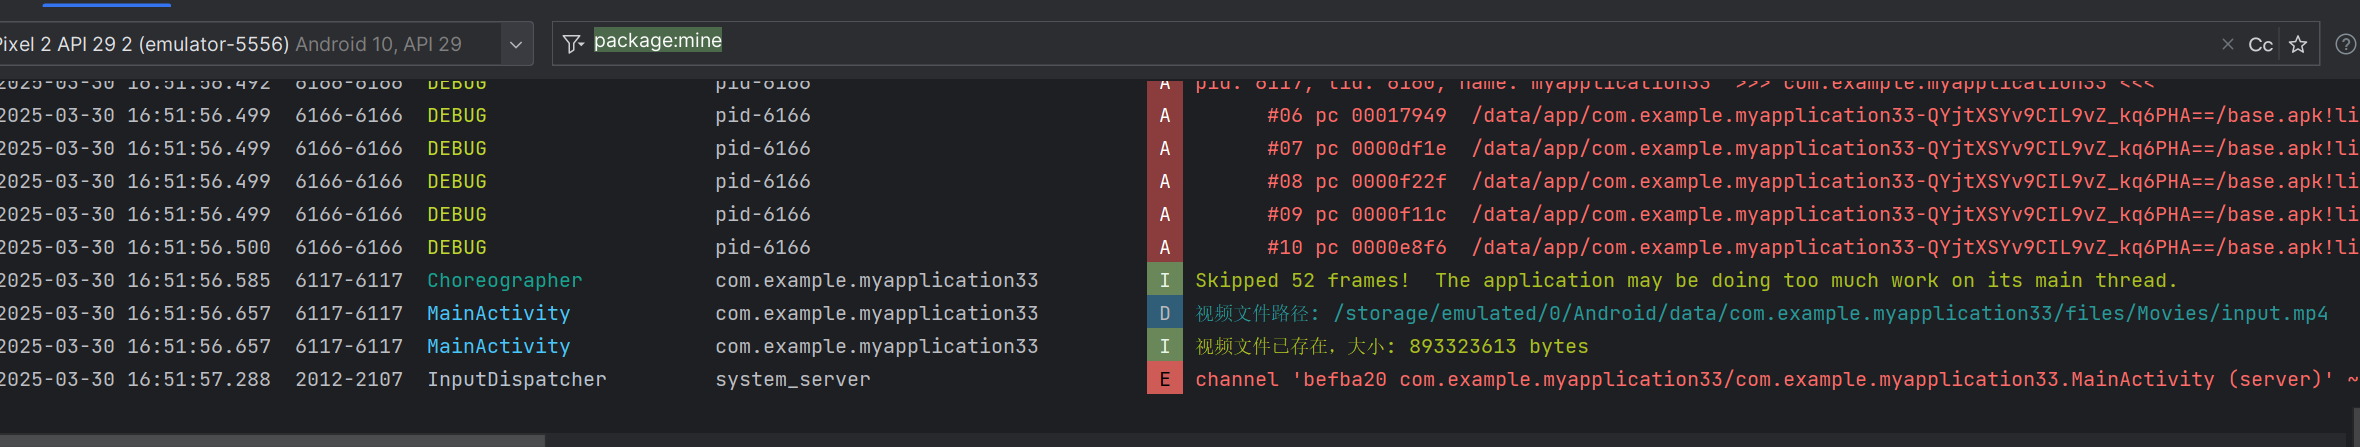 Pixel 2 API 29 2 (emulator-5556) Android 10, API 29 package:mine Cc
2025-03-30 16:51:56.492 6166-6166 DEBUG pid-6166 A pid: 6117, tid: 6160, name: myapplication33 >>> com.example.myapplication33 <<<
2025-03-30 16:51:56.499 6166-6166 DEBUG pid-6166 A #06 pc 00017949 /data/app/com.example.myapplication33-QYjtXSYv9CIL9vZ_kq6PHA==/base.apk!li
2025-03-30 16:51:56.499 6166-6166 DEBUG pid-6166 A #07 pc 0000df1e /data/app/com.example.myapplication33-QYjtXSYv9CIL9vZ_kq6PHA==/base.apk!li
2025-03-30 16:51:56.499 6166-6166 DEBUG pid-6166 A #08 pc 0000f22f /data/app/com.example.myapplication33-QYjtXSYv9CIL9vZ_kq6PHA==/base.apk!li
2025-03-30 16:51:56.499 6166-6166 DEBUG pid-6166 A #09 pc 0000f11c /data/app/com.example.myapplication33-QYjtXSYv9CIL9vZ_kq6PHA==/base.apk!li
2025-03-30 16:51:56.500 6166-6166 DEBUG pid-6166 A #10 pc 0000e8f6 /data/app/com.example.myapplication33-QYjtXSYv9CIL9vZ_kq6PHA==/base.apk!li
2025-03-30 16:51:56.585 6117-6117 Choreographer com.example.myapplication33 I Skipped 52 frames! The application may be doing too much work on its main thread.
2025-03-30 16:51:56.657 6117-6117 MainActivity com.example.myapplication33 D 视频文件路径: /storage/emulated/0/Android/data/com.example.myapplication33/files/Movies/input.mp4
2025-03-30 16:51:56.657 6117-6117 MainActivity com.example.myapplication33 I 视频文件已存在，大小: 893323613 bytes
2025-03-30 16:51:57.288 2012-2107 InputDispatcher system_server E channel 'befba20 com.example.myapplication33/com.example.myapplication33.MainActivity (server)' ~